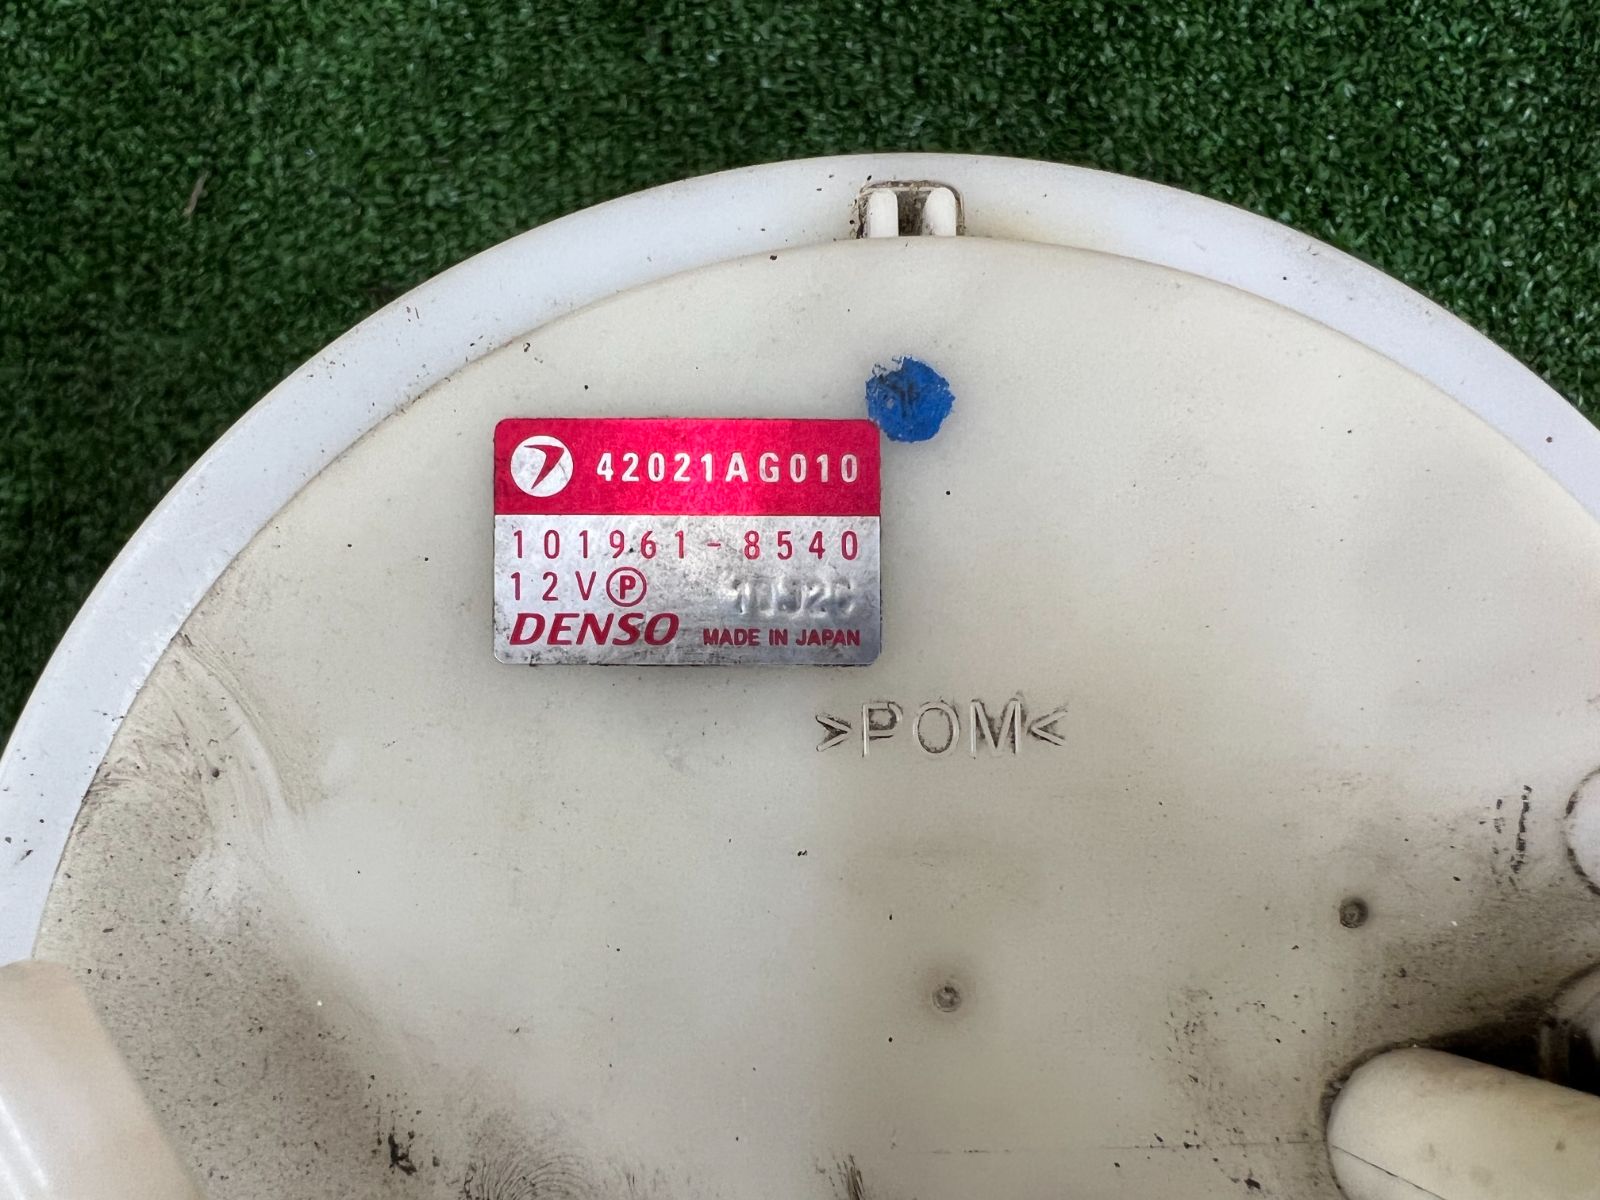 42021AG010
101961-8540
12V Ⓟ
DENSO MADE IN JAPAN
>POM<